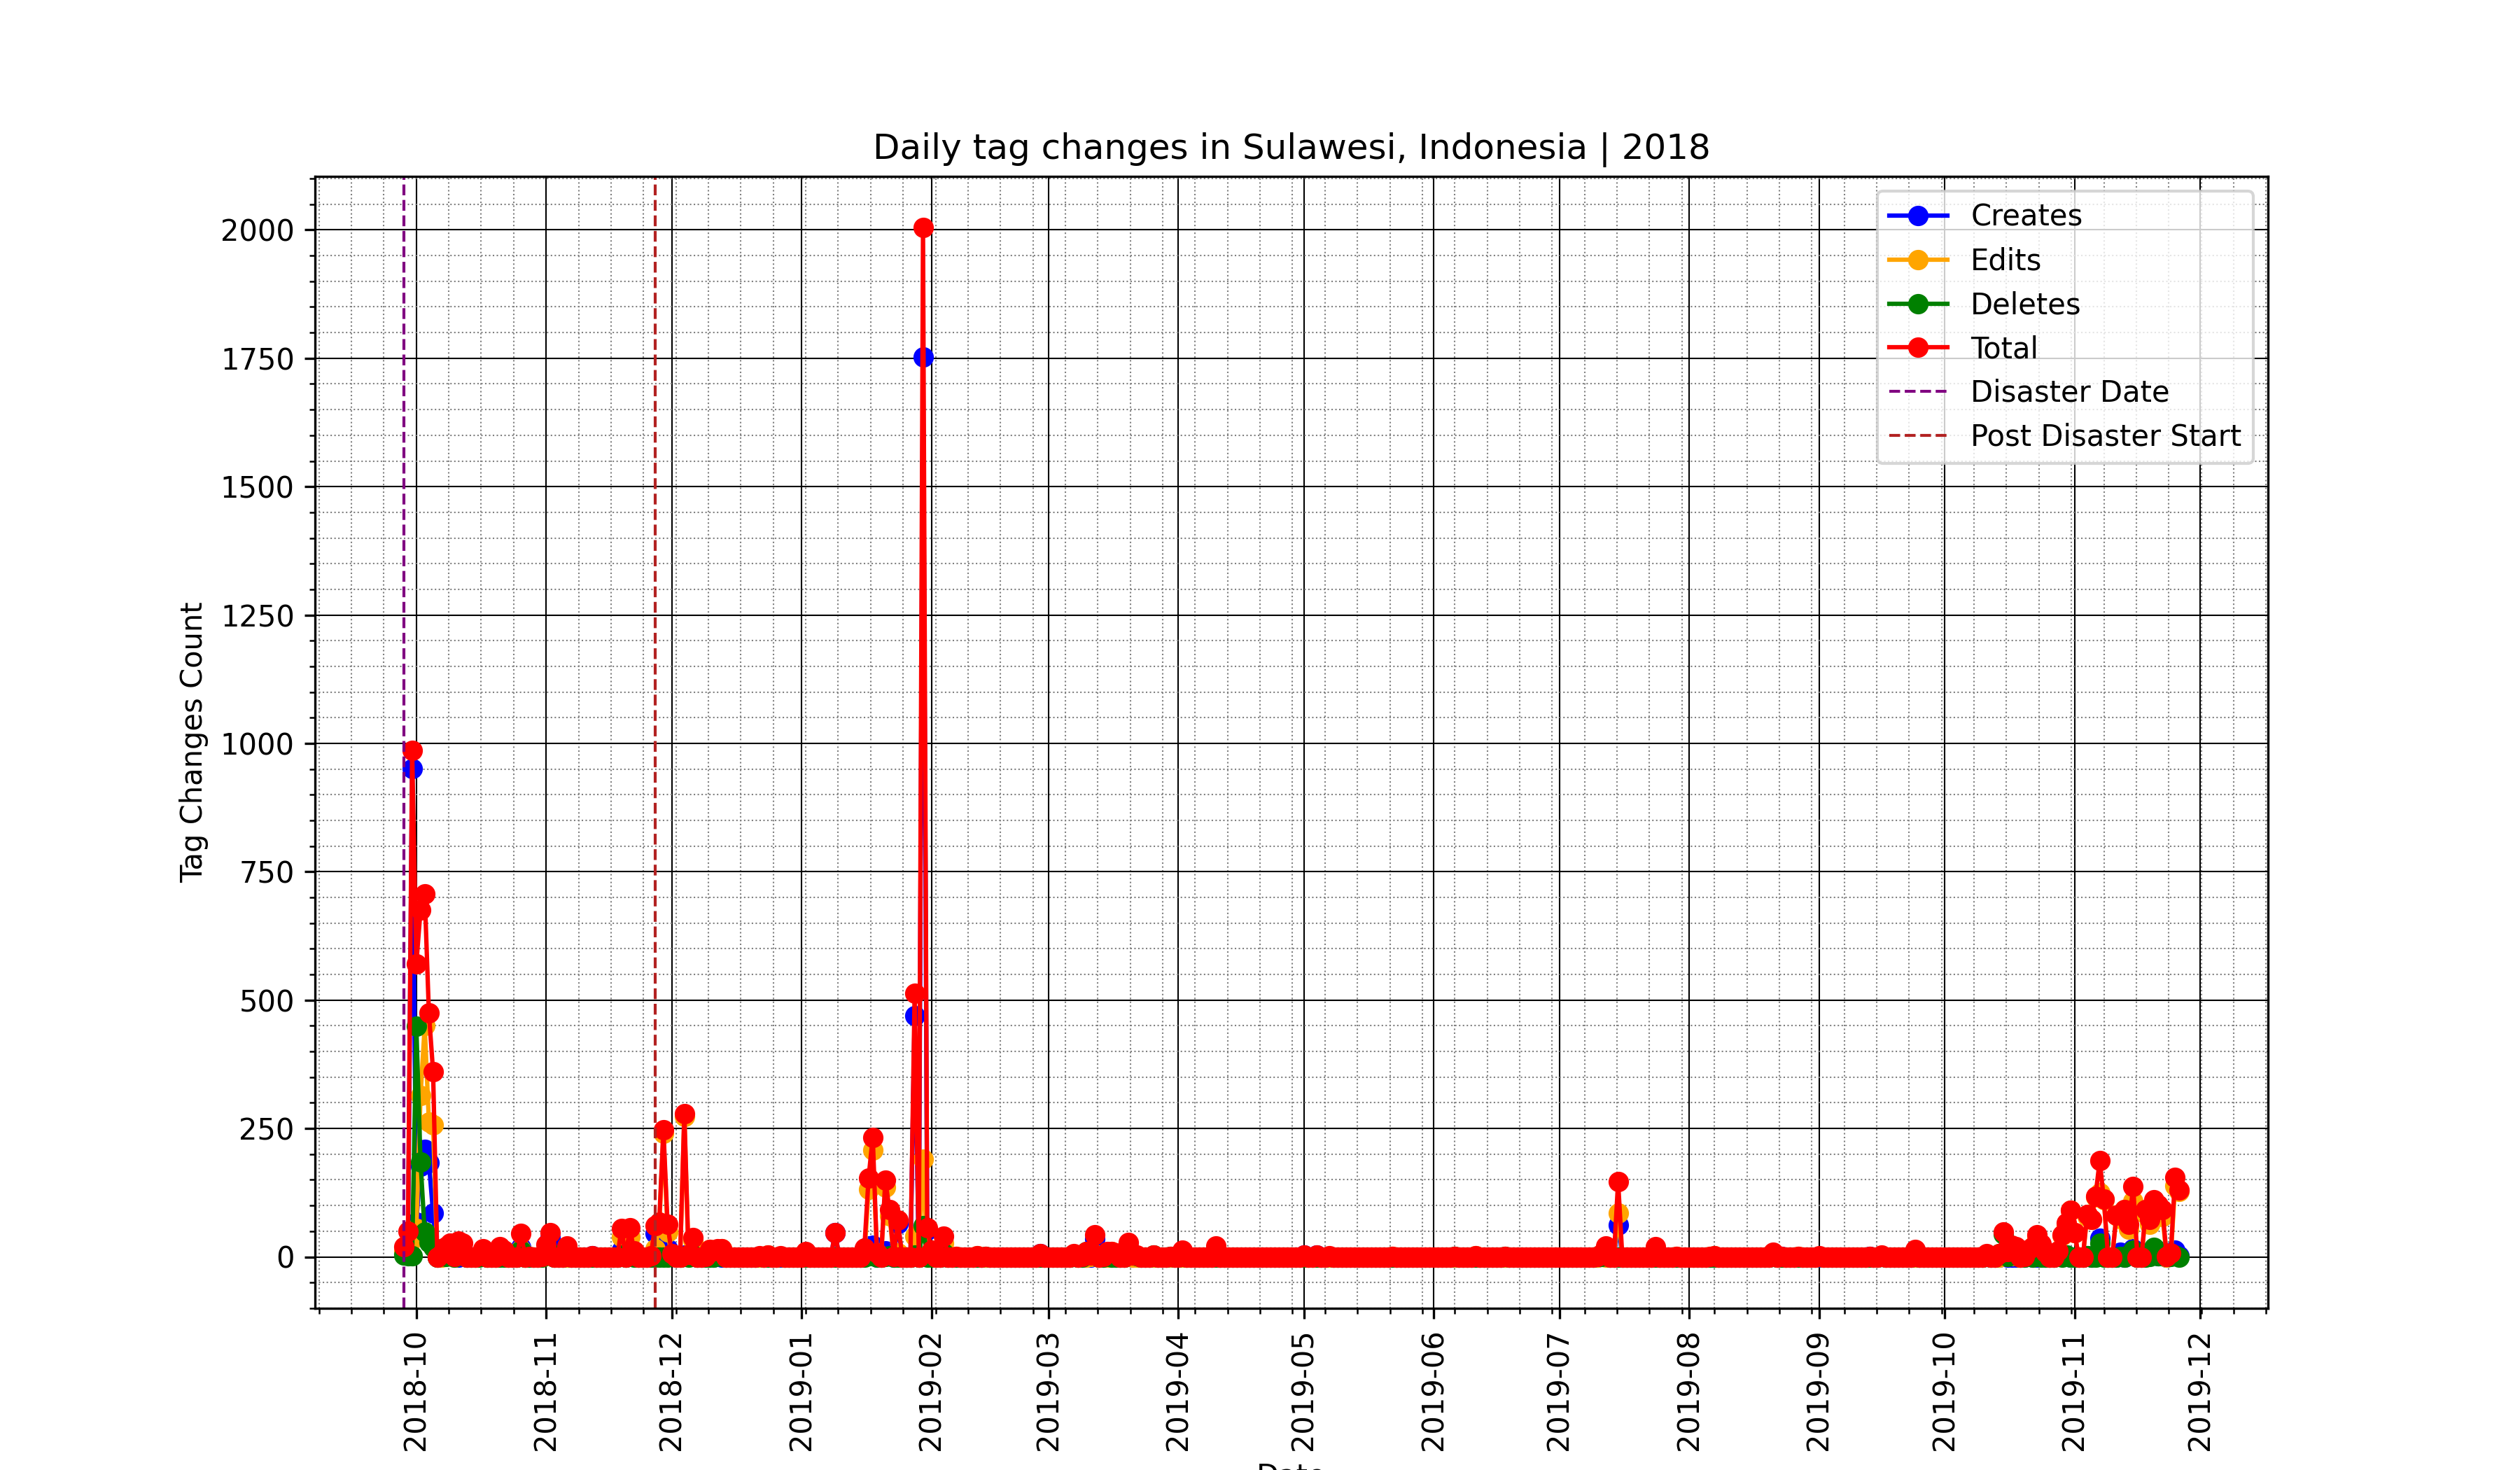 Daily tag changes in Sulawesi, Indonesia | 2018
Creates
Edits
Deletes
Total
Disaster Date
Post Disaster Start
Tag Changes Count
2000
1750
1500
1250
1000
750
500
250
0
2018-10
2018-11
2018-12
2019-01
2019-02
2019-03
2019-04
2019-05
2019-06
2019-07
2019-08
2019-09
2019-10
2019-11
2019-12
Date